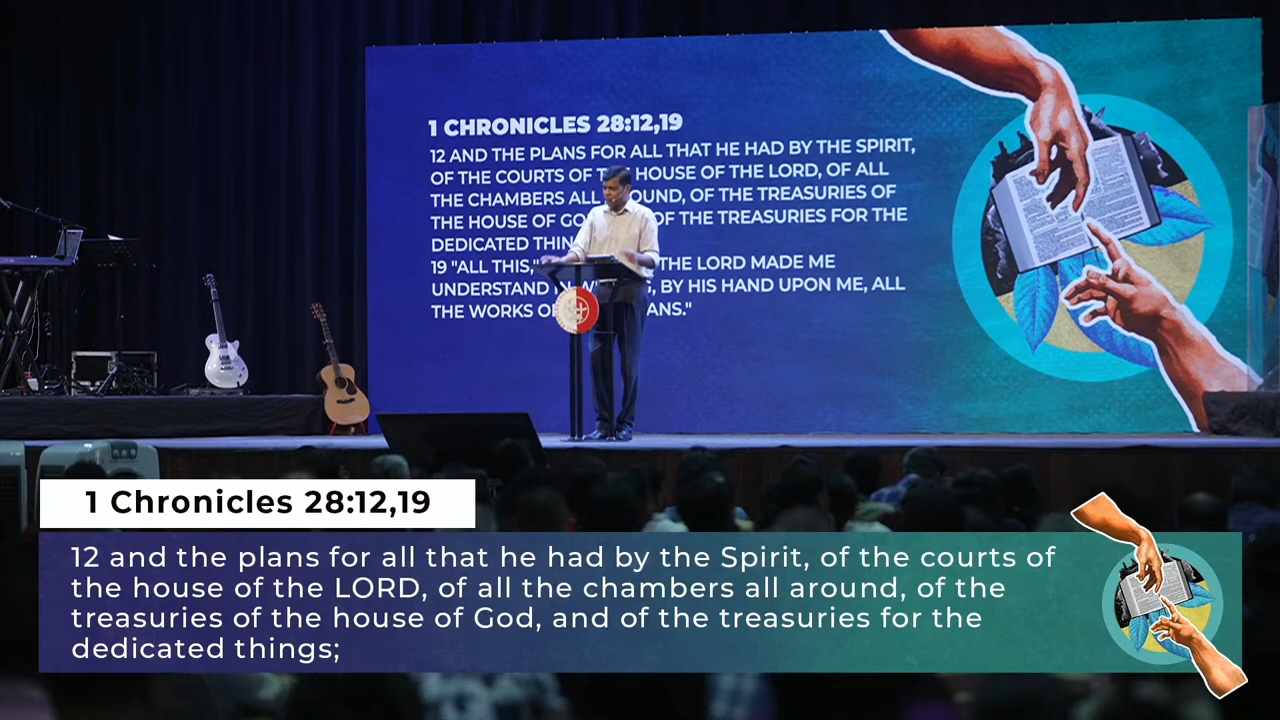 1 CHRONICLES 28:12,19
12 AND THE PLANS FOR ALL THAT HE HAD BY THE SPIRIT,
OF THE COURTS OF HOUSE OF THE LORD, OF ALL
THE CHAMBERS ALL OUND, OF THE TREASURIES OF
THE HOUSE OF GO OF THE TREASURIES FOR THE
DEDICATED THIN
19 "ALL THIS," THE LORD MADE ME
UNDERSTAND BY HIS HAND UPON ME, ALL
THE WORKS O ANS."
1 Chronicles 28:12,19
12 and the plans for all that he had by the Spirit, of the courts of
the house of the LORD, of all the chambers all around, of the
treasuries of the house of God, and of the treasuries for the
dedicated things;